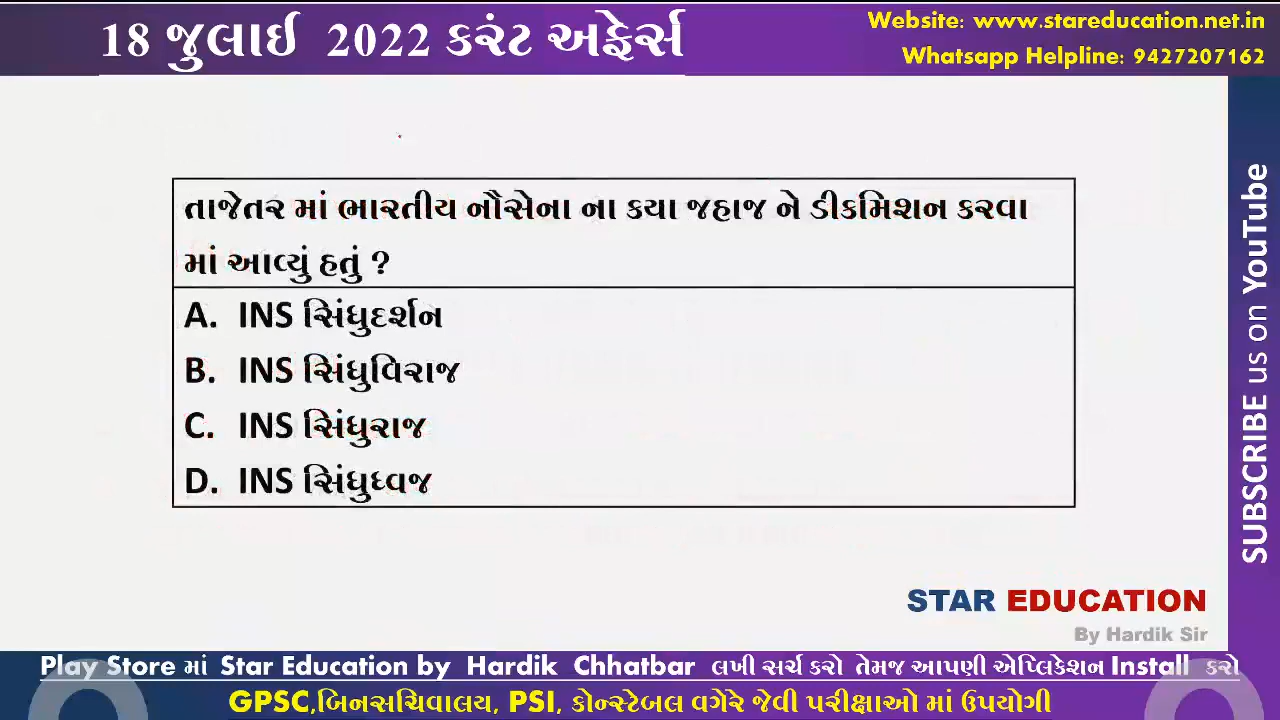 18 જુલાઈ 2022 કરંટ અફેર્સ
Website: www.stareducation.net.in
Whatsapp Helpline: 9427207162
તાજેતર માં ભારતીય નૌસેના ના કયા જહાજ ને ડીકમિશન કરવા
માં આવ્યું હતું ?
A. INS સિંધુદર્શન
B. INS સિંધુવિરાજ
C. INS સિંધુરાજ
D. INS સિંધુધ્વજ
SUBSCRIBE us on YouTube
STAR EDUCATION
By Hardik Sir
Play Store માં Star Education by Hardik Chhatbar લખી સર્ચ કરો તેમજ આપણી એપ્લિકેશન Install કરો
GPSC,બિનસચિવાલય, PSI, કોન્સ્ટેબલ વગેરે જેવી પરીક્ષાઓ માં ઉપયોગી